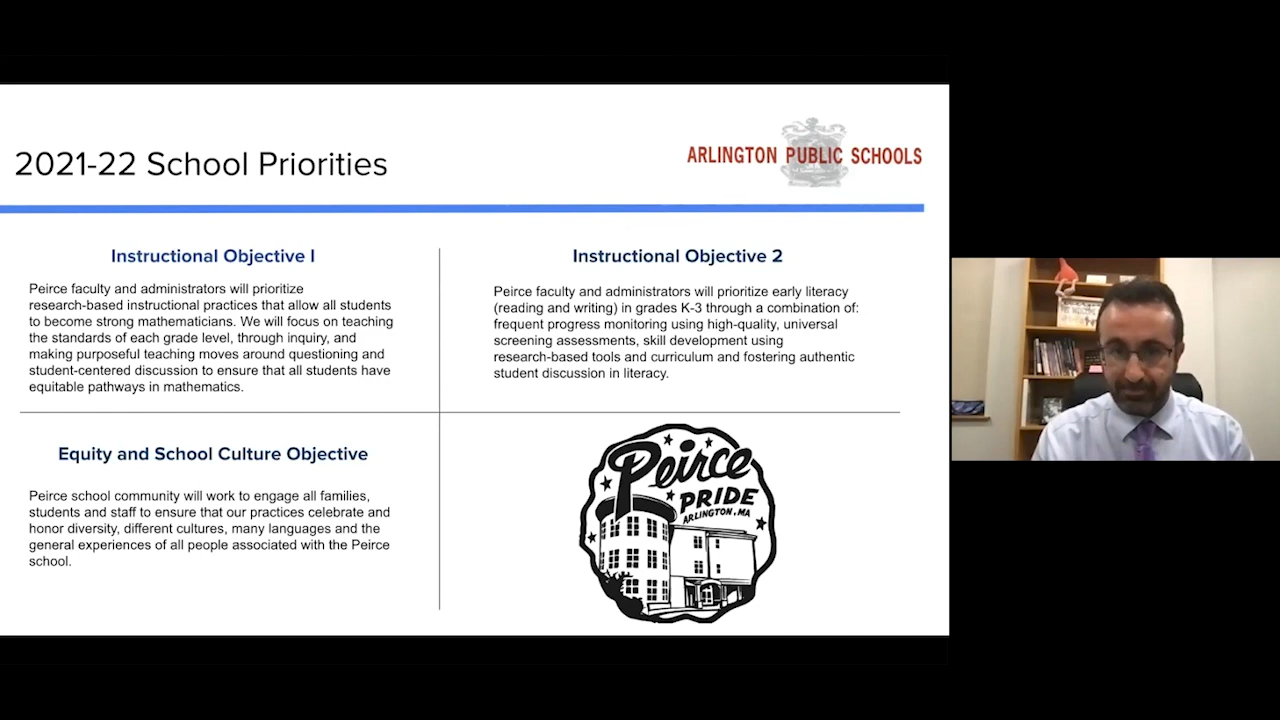 2021-22 School Priorities
ARLINGTON PUBLIC SCHOOLS
Instructional Objective I
Peirce faculty and administrators will prioritize
research-based instructional practices that allow all students
to become strong mathematicians. We will focus on teaching
the standards of each grade level, through inquiry, and
making purposeful teaching moves around questioning and
student-centered discussion to ensure that all students have
equitable pathways in mathematics.
Instructional Objective 2
Peirce faculty and administrators will prioritize early literacy
(reading and writing) in grades K-3 through a combination of:
frequent progress monitoring using high-quality, universal
screening assessments, skill development using
research-based tools and curriculum and fostering authentic
student discussion in literacy.
Equity and School Culture Objective
Peirce school community will work to engage all families,
students and staff to ensure that our practices celebrate and
honor diversity, different cultures, many languages and the
general experiences of all people associated with the Peirce
school.
Peirce
PRIDE
ARLINGTON, MA